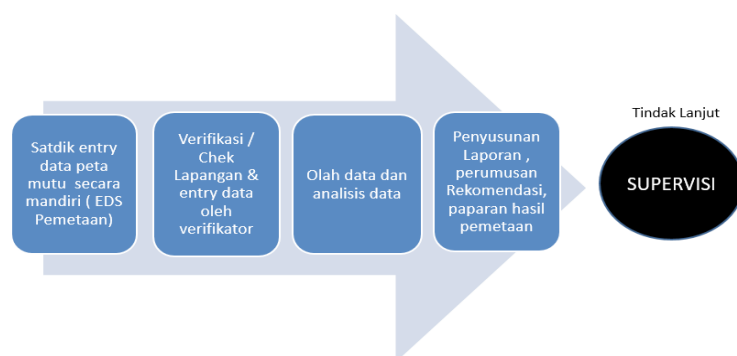 Satdik entry
data peta
mutu secara
mandiri ( EDS
Pemetaan)
Verifikasi /
Chek
Lapangan &
entry data
oleh
verifikator
Olah data dan
analisis data
Penyusunan
Laporan ,
perumusan
Rekomendasi,
paparan hasil
pemetaan
Tindak Lanjut
SUPERVISI